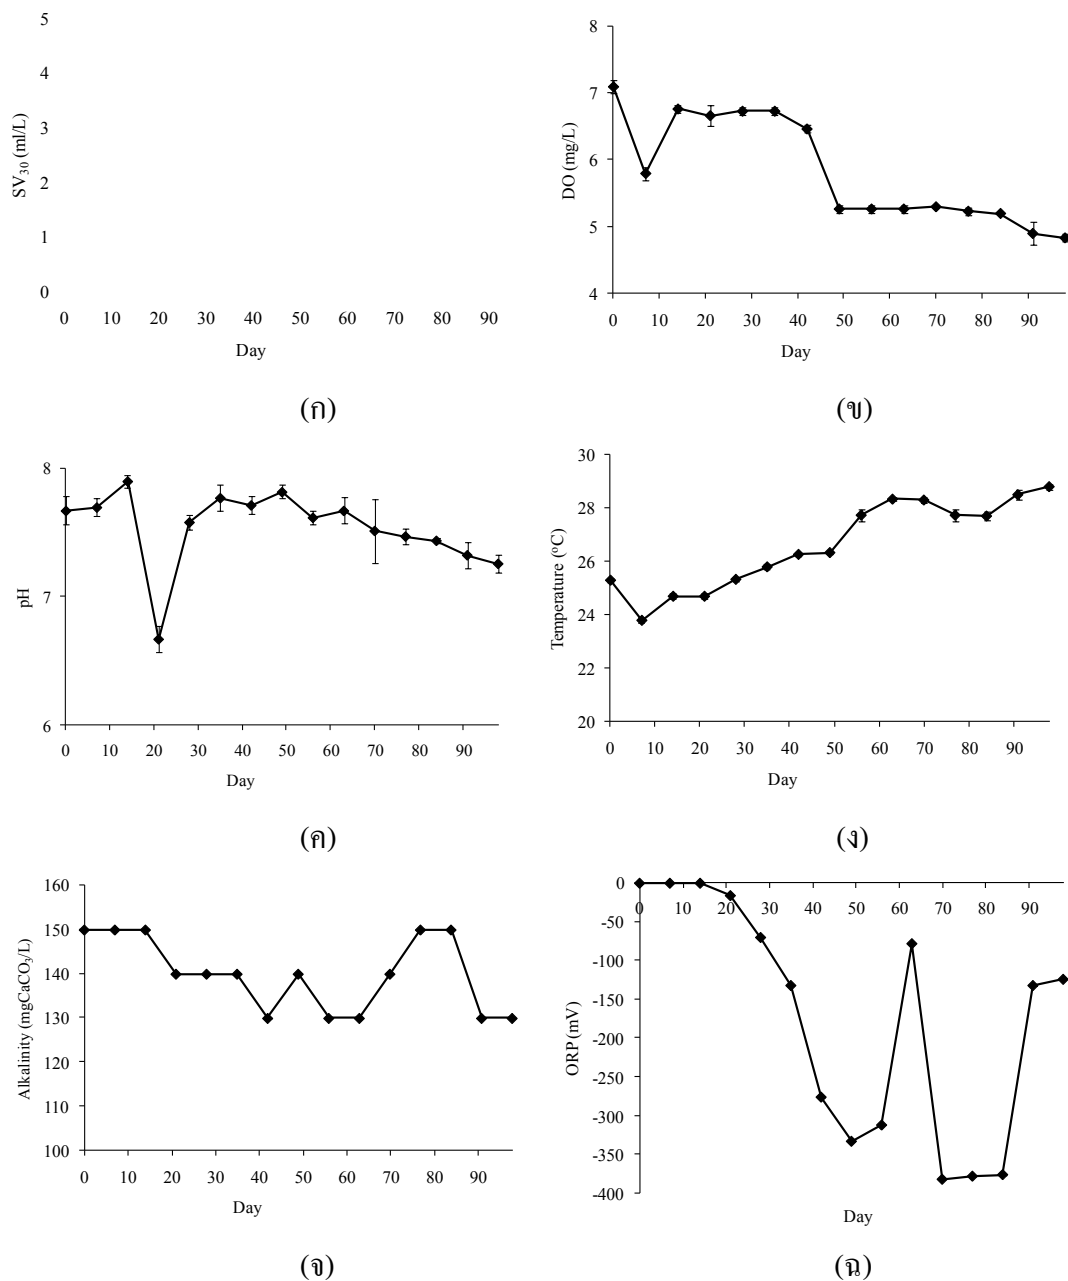 5
4
3
2
1
0
SV30 (ml/L)
0 10 20 30 40 50 60 70 80 90
Day
(ก)
8
7
6
5
4
DO (mg/L)
0 10 20 30 40 50 60 70 80 90
Day
(ข)
8
7
6
pH
0 10 20 30 40 50 60 70 80 90
Day
(ค)
30
28
26
24
22
20
Temperature (°C)
0 10 20 30 40 50 60 70 80 90
Day
(ง)
160
150
140
130
120
110
100
Alkalinity (mgCaCO3/L)
0 10 20 30 40 50 60 70 80 90
Day
(จ)
0
-50
-100
-150
-200
-250
-300
-350
-400
ORP (mV)
0 10 20 30 40 50 60 70 80 90
Day
(ฉ)